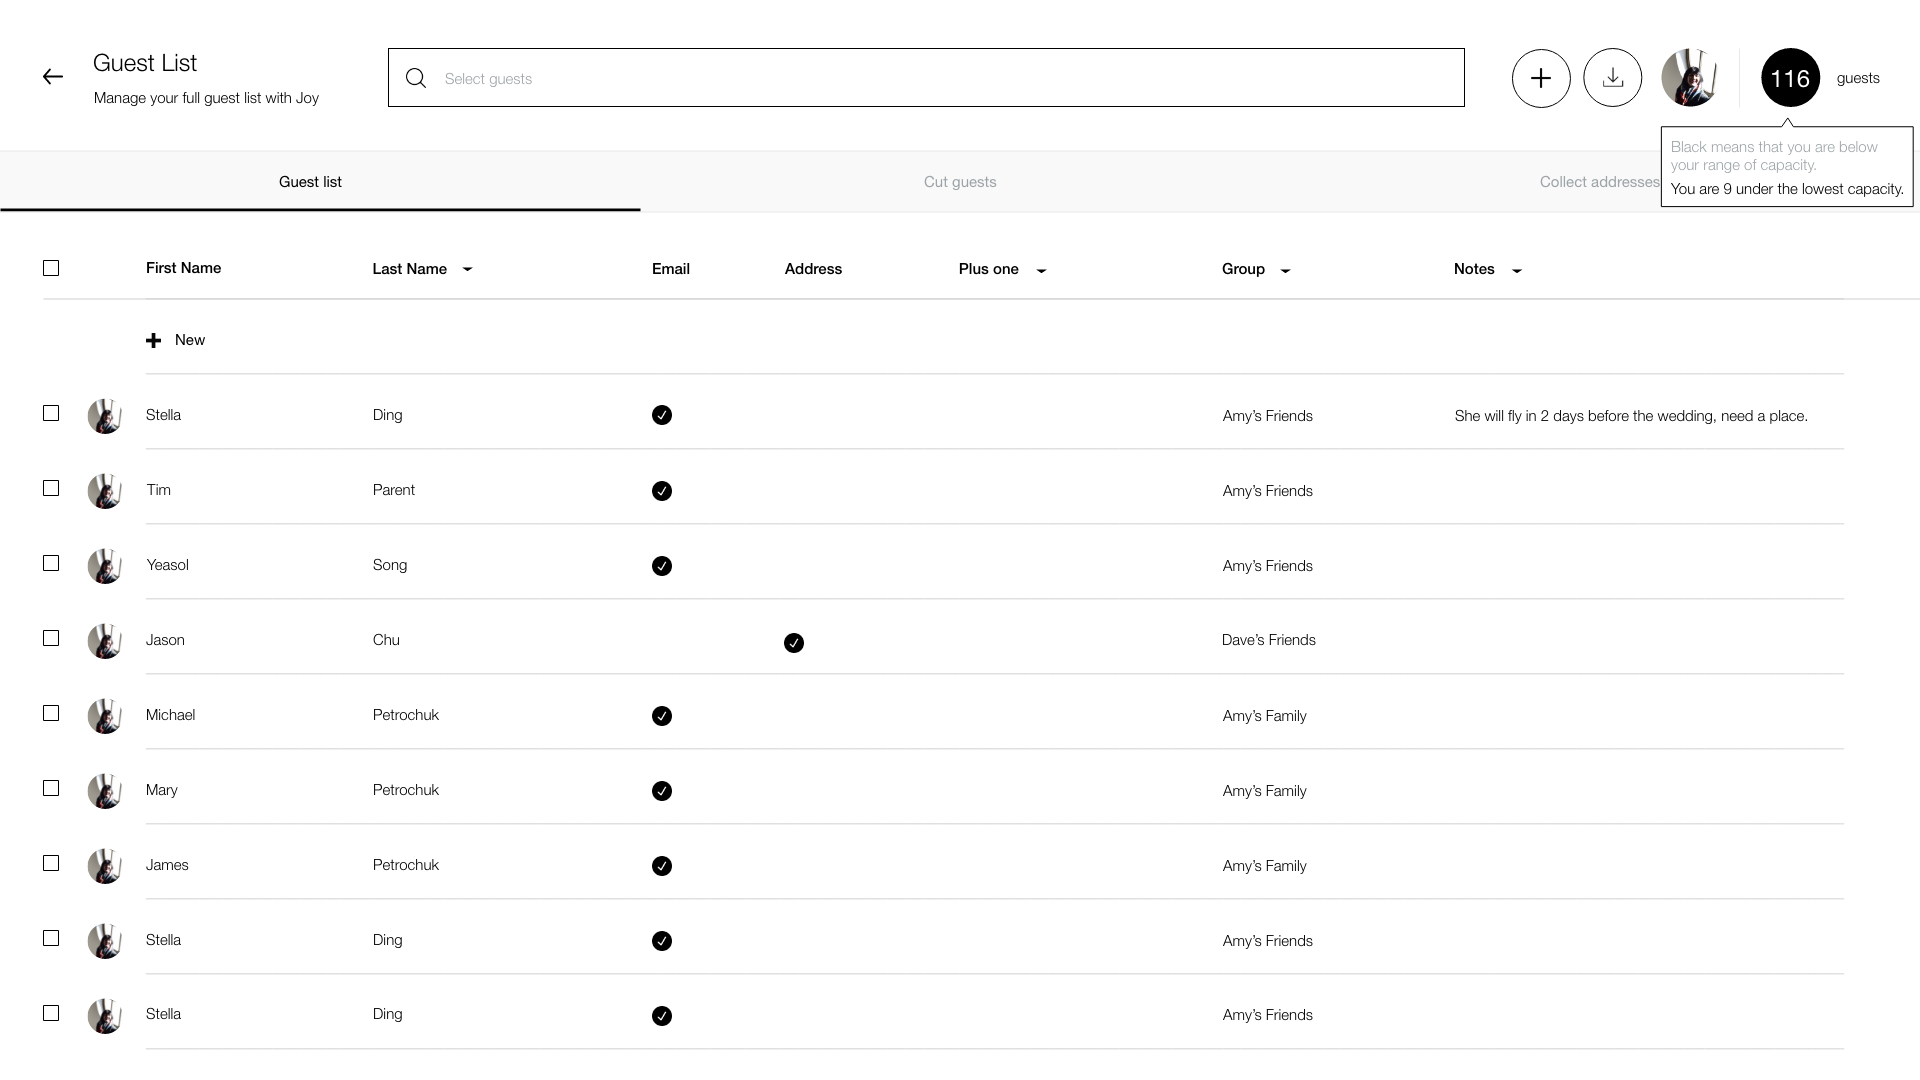 Guest List
Manage your full guest list with Joy
Select guests
116 guests
Black means that you are below
your range of capacity.
You are 9 under the lowest capacity.
Guest list Cut guests Collect addresses
First Name Last Name Email Address Plus one Group Notes
New
Stella Ding Amy’s Friends She will fly in 2 days before the wedding, need a place.
Tim Parent Amy’s Friends
Yeasol Song Amy’s Friends
Jason Chu Dave’s Friends
Michael Petrochuk Amy’s Family
Mary Petrochuk Amy’s Family
James Petrochuk Amy’s Family
Stella Ding Amy’s Friends
Stella Ding Amy’s Friends